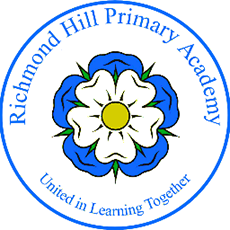 Richmond Hill Primary Academy
United in Learning Together